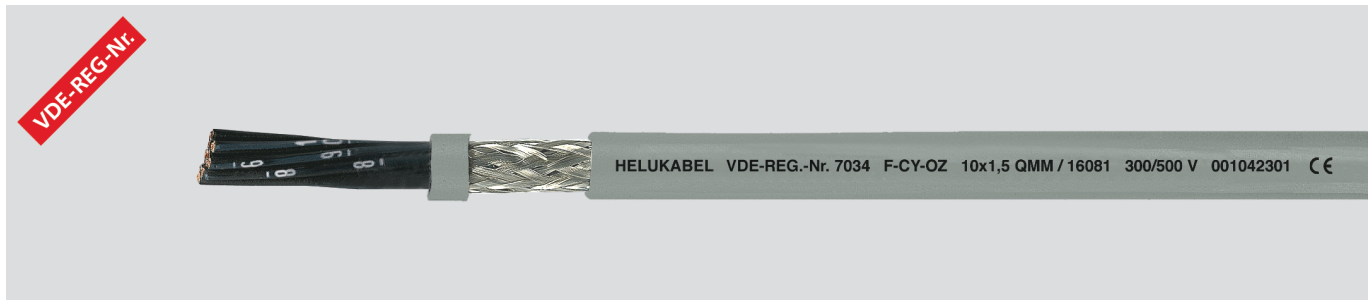 VDE-REG-Nr.
HELUKABEL VDE-REG.-Nr. 7034 F-CY-OZ 10x1,5 QMM / 16081 300/500 V 001042301 CE